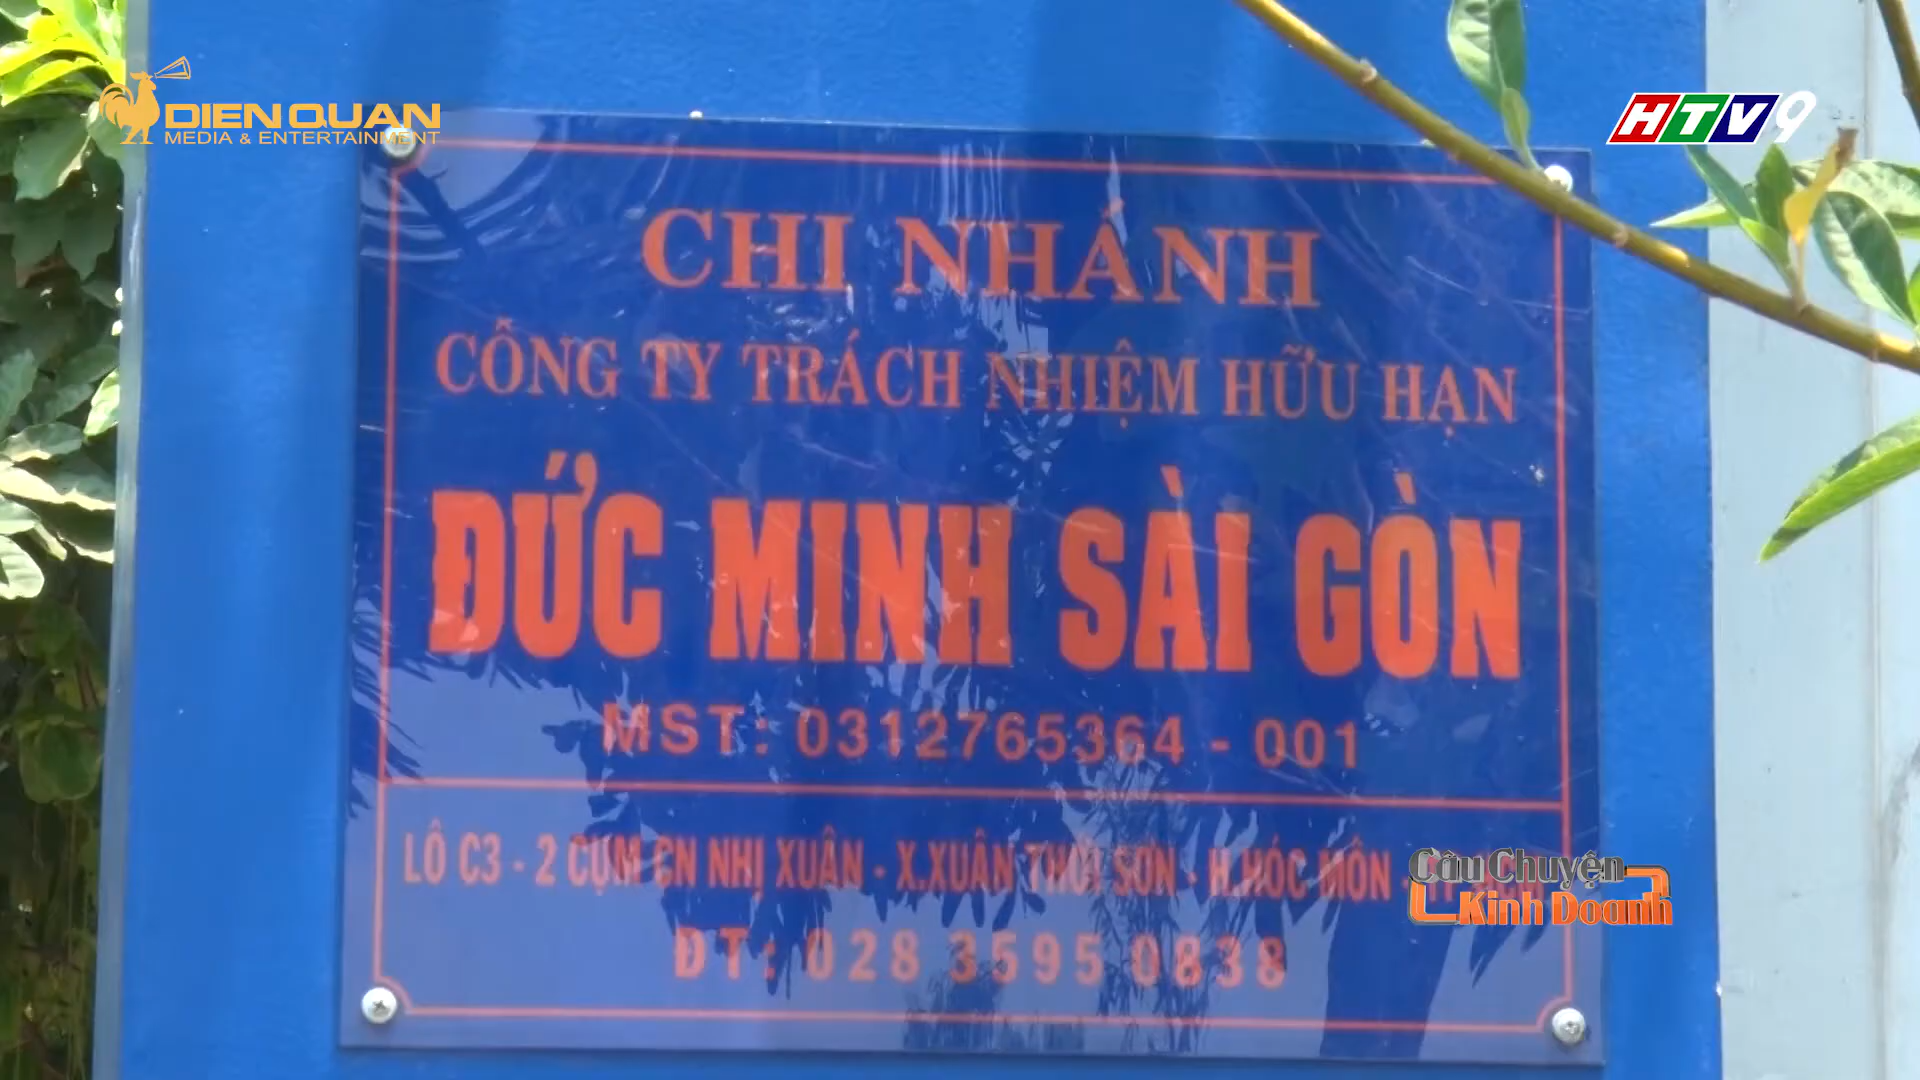 DIEN QUAN
MEDIA & ENTERTAINMENT
HTV9
CHI NHÁNH
CÔNG TY TRÁCH NHIỆM HỮU HẠN
ĐỨC MINH SÀI GÒN
MST: 0312765364 - 001
LÔ C3 - 2 CỤM CN NHỊ XUÂN - X.XUÂN THỚI SƠN - H.HÓC MÔN -
ĐT: 028 3595 0838
Câu Chuyện
Kinh Doanh